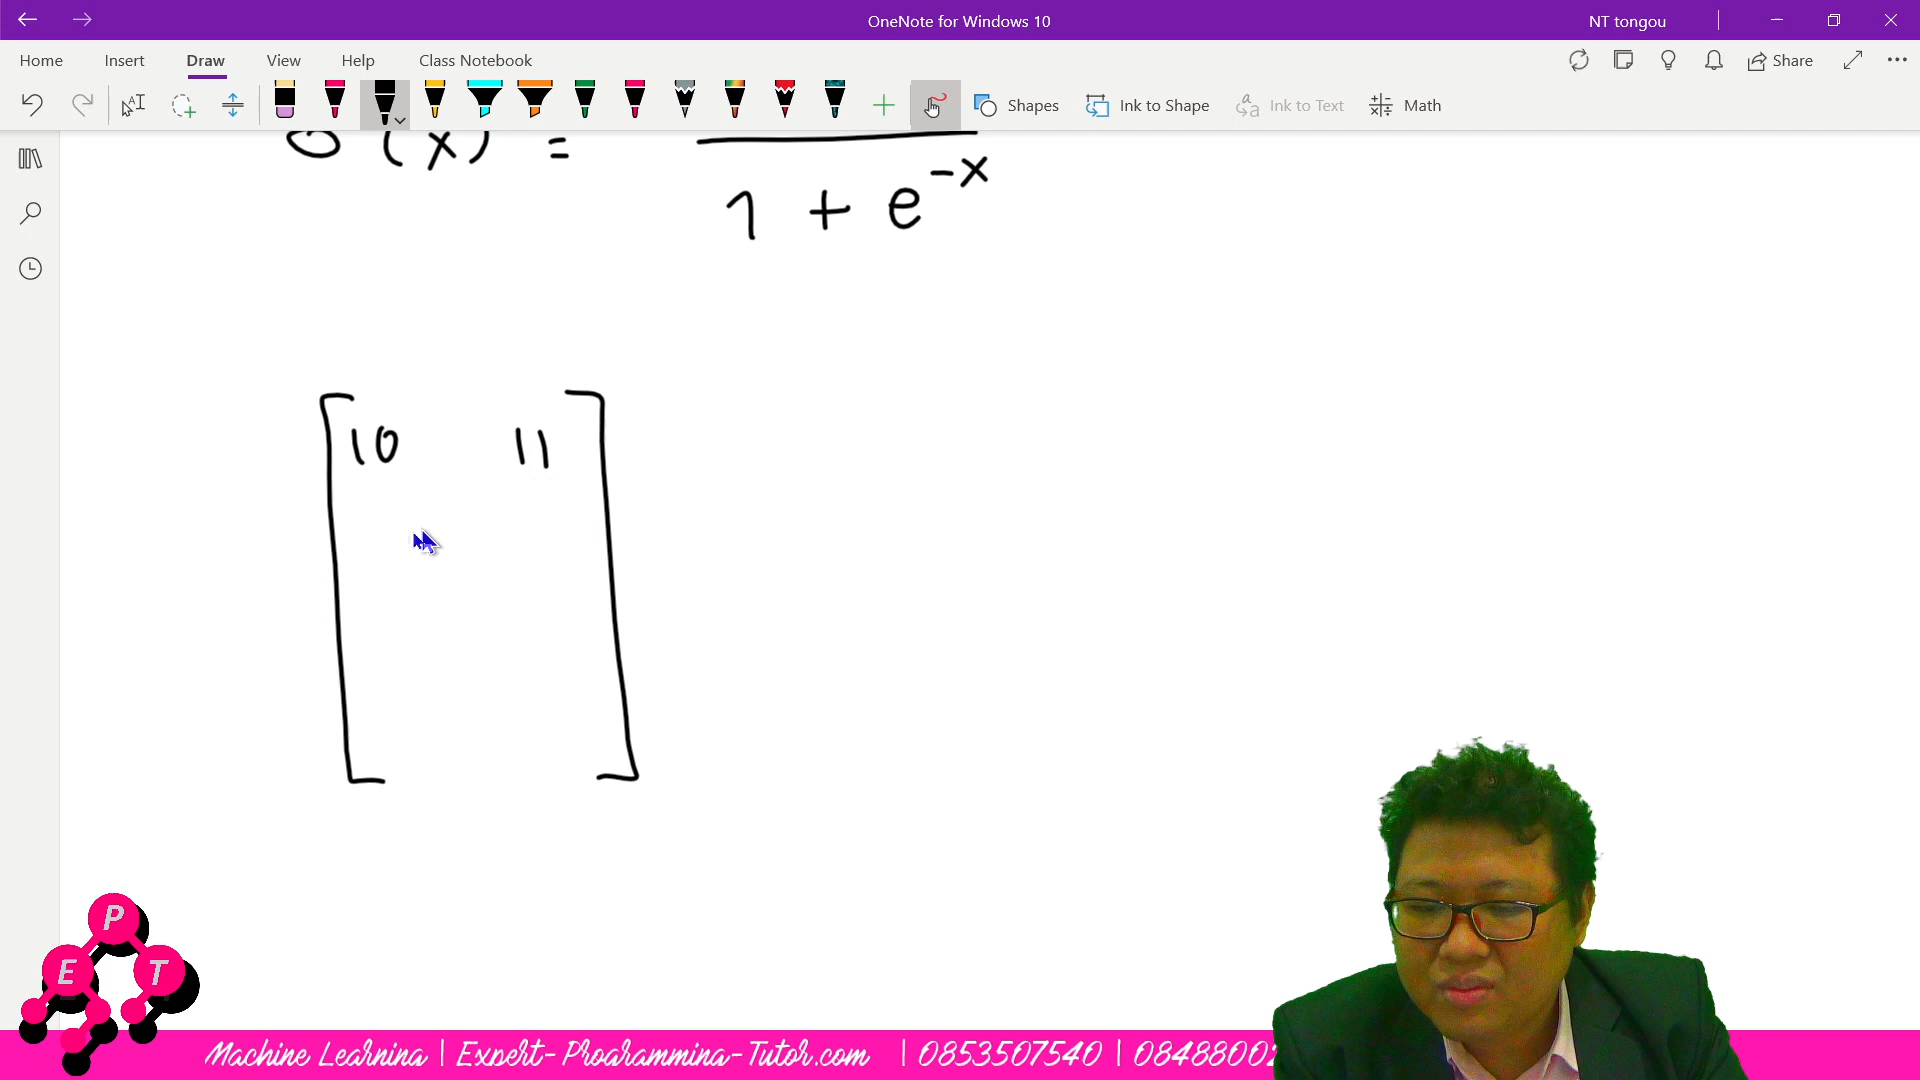 OneNote for Windows 10
NT tongou
Home Insert Draw View Help Class Notebook
Share
Shapes Ink to Shape Ink to Text Math
σ(x) =
1 + e^-x
10 11
P
E T
Machine Learning | Expert-Programming-Tutor.com | 0853507540 | 08488002